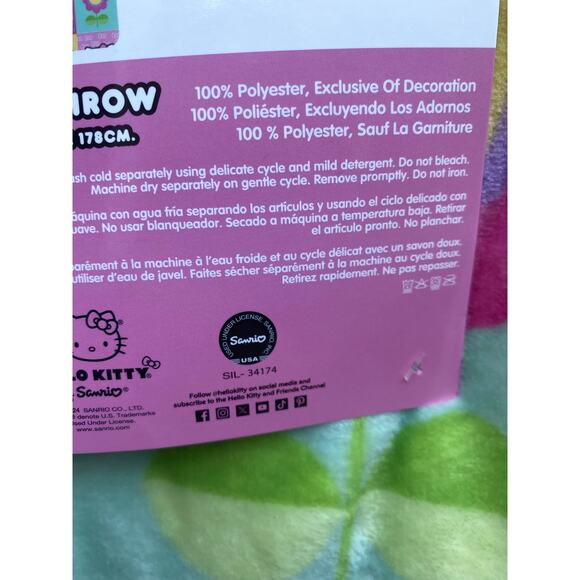 HROW
178CM.
100% Polyester, Exclusive Of Decoration
100% Poliéster, Excluyendo Los Adornos
100 % Polyester, Sauf La Garniture
ash cold separately using delicate cycle and mild detergent. Do not bleach.
Machine dry separately on gentle cycle. Remove promptly. Do not iron.
máquina con agua fría separando los artículos y usando el ciclo delicado con
uave. No usar blanqueador. Secado a máquina a temperatura baja. Retirar
el artículo pronto. No planchar.
parément à la machine à l'eau froide et au cycle délicat avec un savon doux.
utiliser d'eau de javel. Faites sécher séparément à la machine au cycle doux.
Retirez rapidement. Ne pas repasser.
USED UNDER LICENSE SANRIO, INC.
Sanrio
USA
SIL- 34174
LO KITTY®
Sanrio®
Follow @hellokitty on social media and
subscribe to the Hello Kitty and Friends Channel
24 SANRIO CO., LTD.
denote U.S. Trademarks
sed Under License.
www.sanrio.com